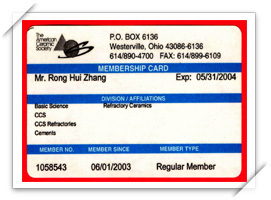 The
American
Ceramic
Society
P.O. BOX 6136
Westerville, Ohio 43086-6136
614/890-4700 FAX: 614/899-6109
MEMBERSHIP CARD
Mr. Rong Hui Zhang Exp: 05/31/2004
DIVISION / AFFILIATIONS
Basic Science Refractory Ceramics
CCS
CCS Refractories
Cements
MEMBER NO. MEMBER SINCE MEMBER TYPE
1058543 06/01/2003 Regular Member